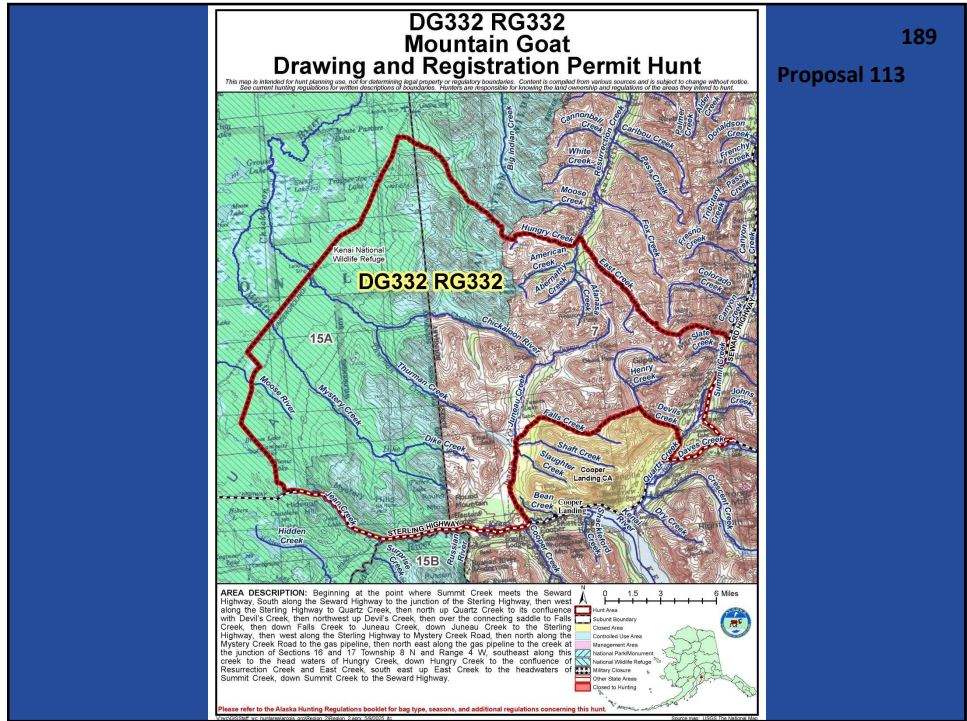 DG332 RG332
Mountain Goat
Drawing and Registration Permit Hunt
This map is intended for hunt planning use, not for determining legal property or regulatory boundaries. Content is compiled from various sources and is subject to change without notice.
See current hunting regulations for written descriptions of boundaries. Hunters are responsible for knowing the land ownership and regulations of the areas they intend to hunt.
189
Proposal 113
Big Indian Creek
Cannonbell Creek
Resurrection Creek
Caribou Creek
Palmer Creek
Donaldson Creek
Frenchy Creek
White Creek
Pass Creek
Moose Creek
Tributary Creek
Pass Creek
Fox Creek
Fresno Creek
Canyon Creek
Hungry Creek
American Creek
Abernathy Creek
East Creek
Afanasa Creek
Colorado Creek
Canyon Creek
Kenai National
Wildlife Refuge
DG332 RG332
7
15A
Chickaloon River
Slate Creek
SEWARD HIGHWAY
Summit Creek
Henry Creek
Thurman Creek
Juneau Creek
Johns Creek
Moose River
Mystery Creek
Falls Creek
Devils Creek
Daves Creek
Dike Creek
Shaft Creek
Slaughter Creek
Cooper
Landing CA
Quartz Creek
Crescent Creek
Bean Creek
Cooper
Landing
Jean Creek
Round
Mountain
STERLING HIGHWAY
Kenai River
Dry Creek
Shackleford Creek
Cooper Creek
Hidden Creek
Surprise Creek
15B
Russian River
AREA DESCRIPTION: Beginning at the point where Summit Creek meets the Seward
Highway, South along the Seward Highway to the junction of the Sterling Highway, then west
along the Sterling Highway to Quartz Creek, then north up Quartz Creek to its confluence
with Devil's Creek, then northwest up Devil's Creek, then over the connecting saddle to Falls
Creek, then down Falls Creek to Juneau Creek, down Juneau Creek to the Sterling
Highway, then west along the Sterling Highway to Mystery Creek Road, then north along the
Mystery Creek Road to the gas pipeline, then north east along the gas pipeline to the creek at
the junction of Sections 16 and 17 Township 8 N and Range 4 W, southeast along this
creek to the head waters of Hungry Creek, down Hungry Creek to the confluence of
Resurrection Creek and East Creek, south east up East Creek to the headwaters of
Summit Creek, down Summit Creek to the Seward Highway.
N
0 1.5 3 6 Miles
Hunt Area
Subunit Boundary
Closed Area
Controlled Use Area
Management Area
National Park/Monument
National Wildlife Refuge
Military Closure
Other State Areas
Closed to Hunting
Please refer to the Alaska Hunting Regulations booklet for bag type, seasons, and additional regulations concerning this hunt.
Source map: USGS The National Map